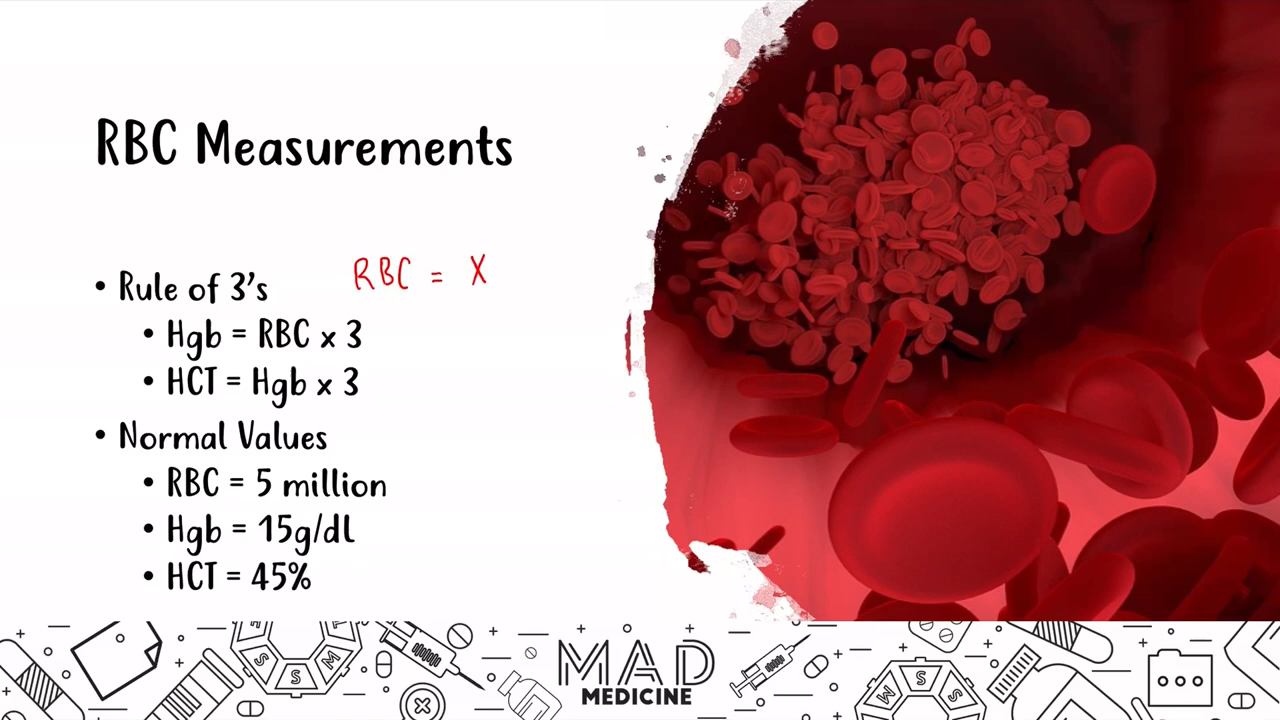 RBC Measurements
• Rule of 3's
RBC = X
• Hgb = RBC x 3
• HCT = Hgb x 3
• Normal Values
• RBC = 5 million
• Hgb = 15g/dL
• HCT = 45%
MAD
MEDICINE
S
S
M
M
S
S